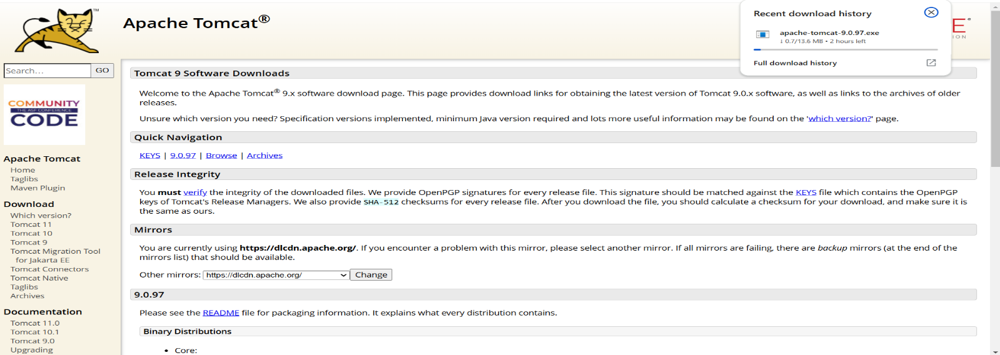 Apache Tomcat®
TM
Recent download history
apache-tomcat-9.0.97.exe
↓ 0.7/13.6 MB • 2 hours left
Full download history
E®
ION
Search...
GO
COMMUNITY
THE ASF CONFERENCE
CODE
Apache Tomcat
Home
Taglibs
Maven Plugin
Download
Which version?
Tomcat 11
Tomcat 10
Tomcat 9
Tomcat Migration Tool
for Jakarta EE
Tomcat Connectors
Tomcat Native
Taglibs
Archives
Documentation
Tomcat 11.0
Tomcat 10.1
Tomcat 9.0
Upgrading
Tomcat 9 Software Downloads
Welcome to the Apache Tomcat® 9.x software download page. This page provides download links for obtaining the latest version of Tomcat 9.0.x software, as well as links to the archives of older
releases.
Unsure which version you need? Specification versions implemented, minimum Java version required and lots more useful information may be found on the 'which version?' page.
Quick Navigation
KEYS | 9.0.97 | Browse | Archives
Release Integrity
You must verify the integrity of the downloaded files. We provide OpenPGP signatures for every release file. This signature should be matched against the KEYS file which contains the OpenPGP
keys of Tomcat's Release Managers. We also provide SHA-512 checksums for every release file. After you download the file, you should calculate a checksum for your download, and make sure it is
the same as ours.
Mirrors
You are currently using https://dlcdn.apache.org/. If you encounter a problem with this mirror, please select another mirror. If all mirrors are failing, there are backup mirrors (at the end of the
mirrors list) that should be available.
Other mirrors: https://dlcdn.apache.org/ Change
9.0.97
Please see the README file for packaging information. It explains what every distribution contains.
Binary Distributions
• Core: